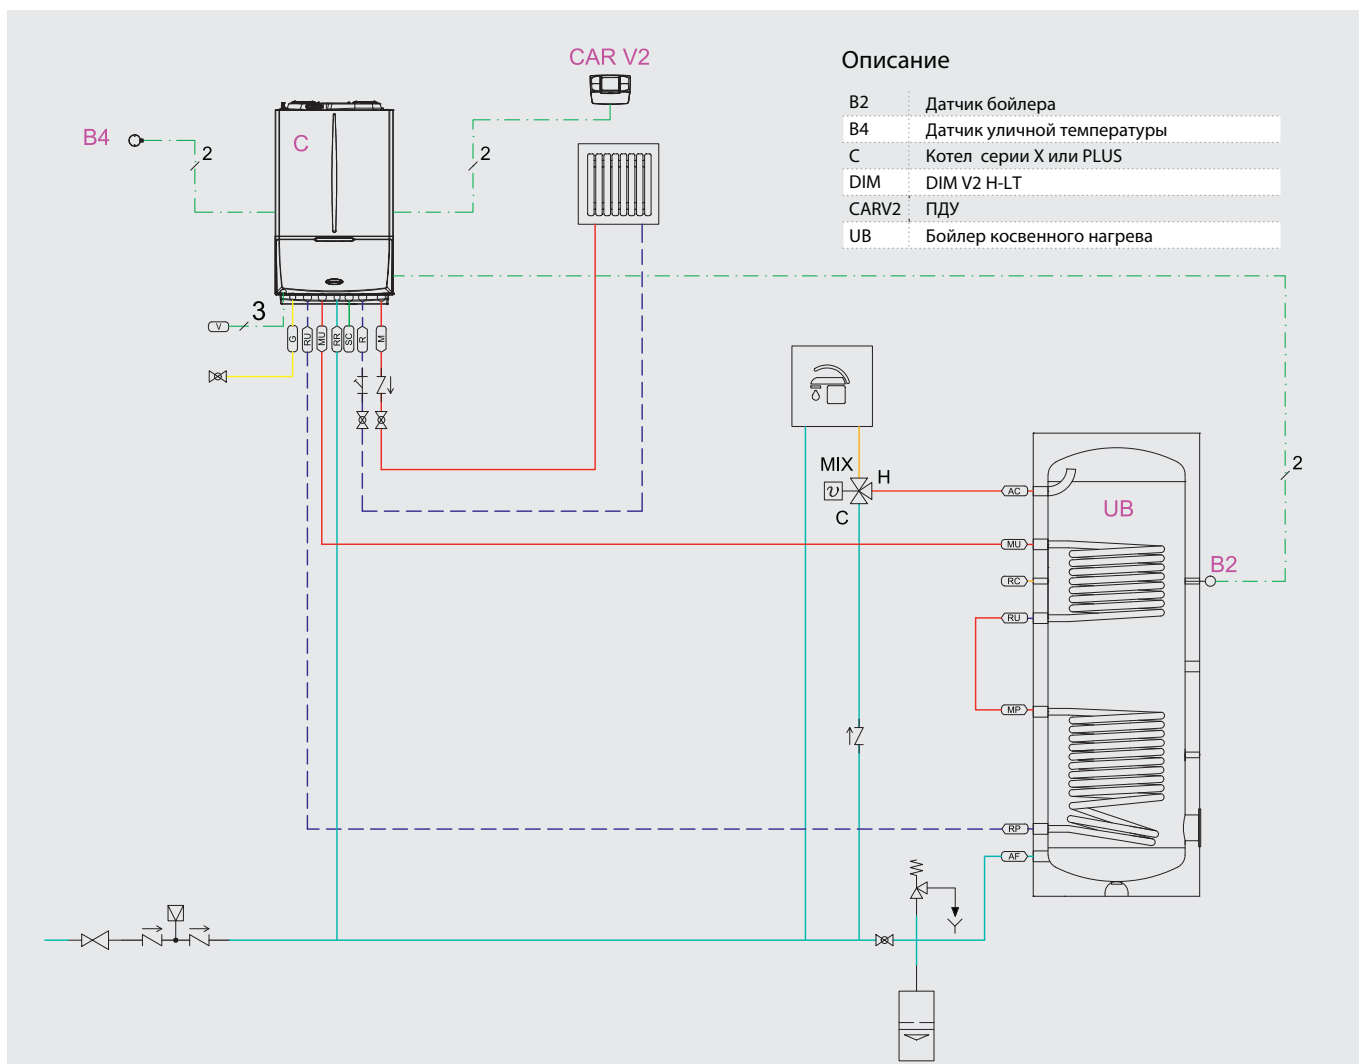 CAR V2
Описание
B2 Датчик бойлера
B4 Датчик уличной температуры
C Котел серии X или PLUS
DIM DIM V2 H-LT
CARV2 ПДУ
UB Бойлер косвенного нагрева
B4
2
C
2
V
3
G
RU
MU
RR
SC
R
M
MIX
H
υ
C
AC
UB
2
MU
RC
B2
RU
MP
RP
AF